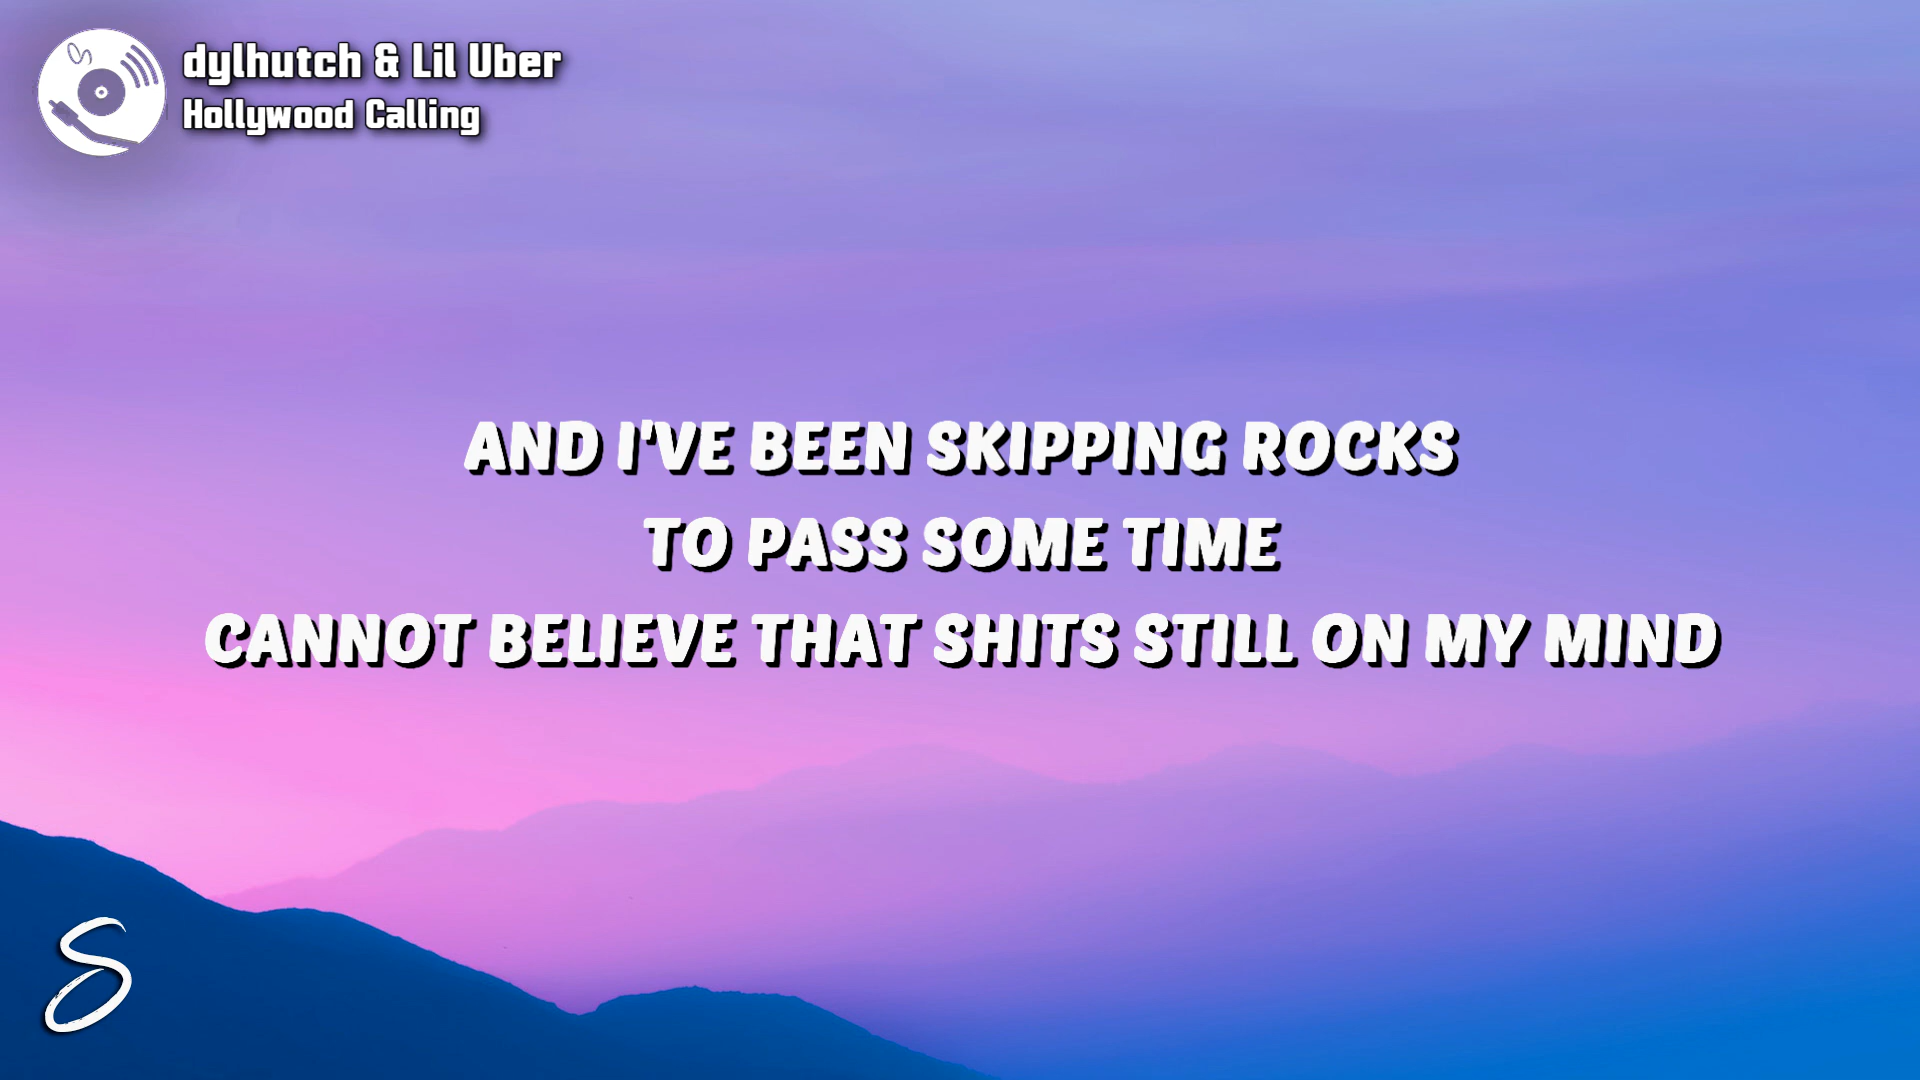 dylhutch & Lil Uber
Hollywood Calling
AND I'VE BEEN SKIPPING ROCKS
TO PASS SOME TIME
CANNOT BELIEVE THAT SHITS STILL ON MY MIND
S